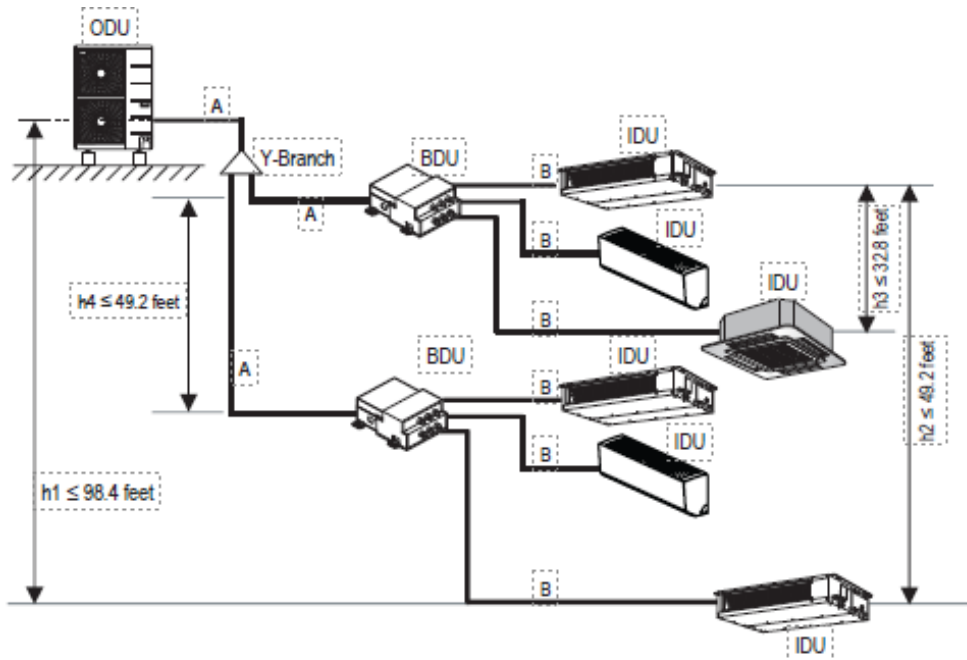 ODU
A
Y-Branch
BDU
B
IDU
A
B
IDU
h3 ≤ 32.8 feet
h4 ≤ 49.2 feet
IDU
B
A
BDU
B
IDU
h2 ≤ 49.2 feet
B
IDU
h1 ≤ 98.4 feet
B
IDU